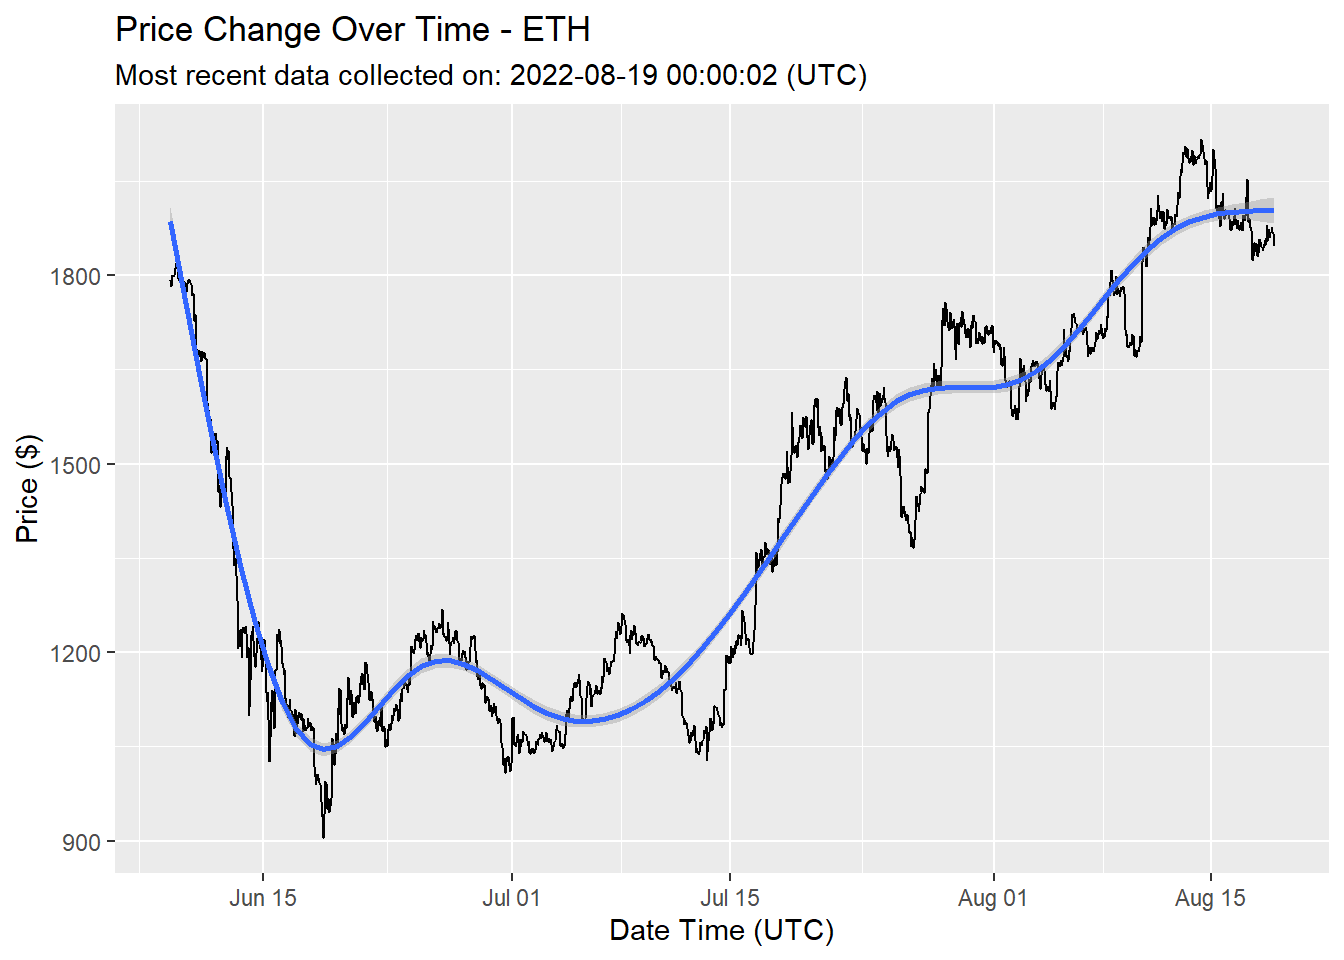 Price Change Over Time - ETH
Most recent data collected on: 2022-08-19 00:00:02 (UTC)
Price ($)
1800
1500
1200
900
Jun 15
Jul 01
Jul 15
Aug 01
Aug 15
Date Time (UTC)